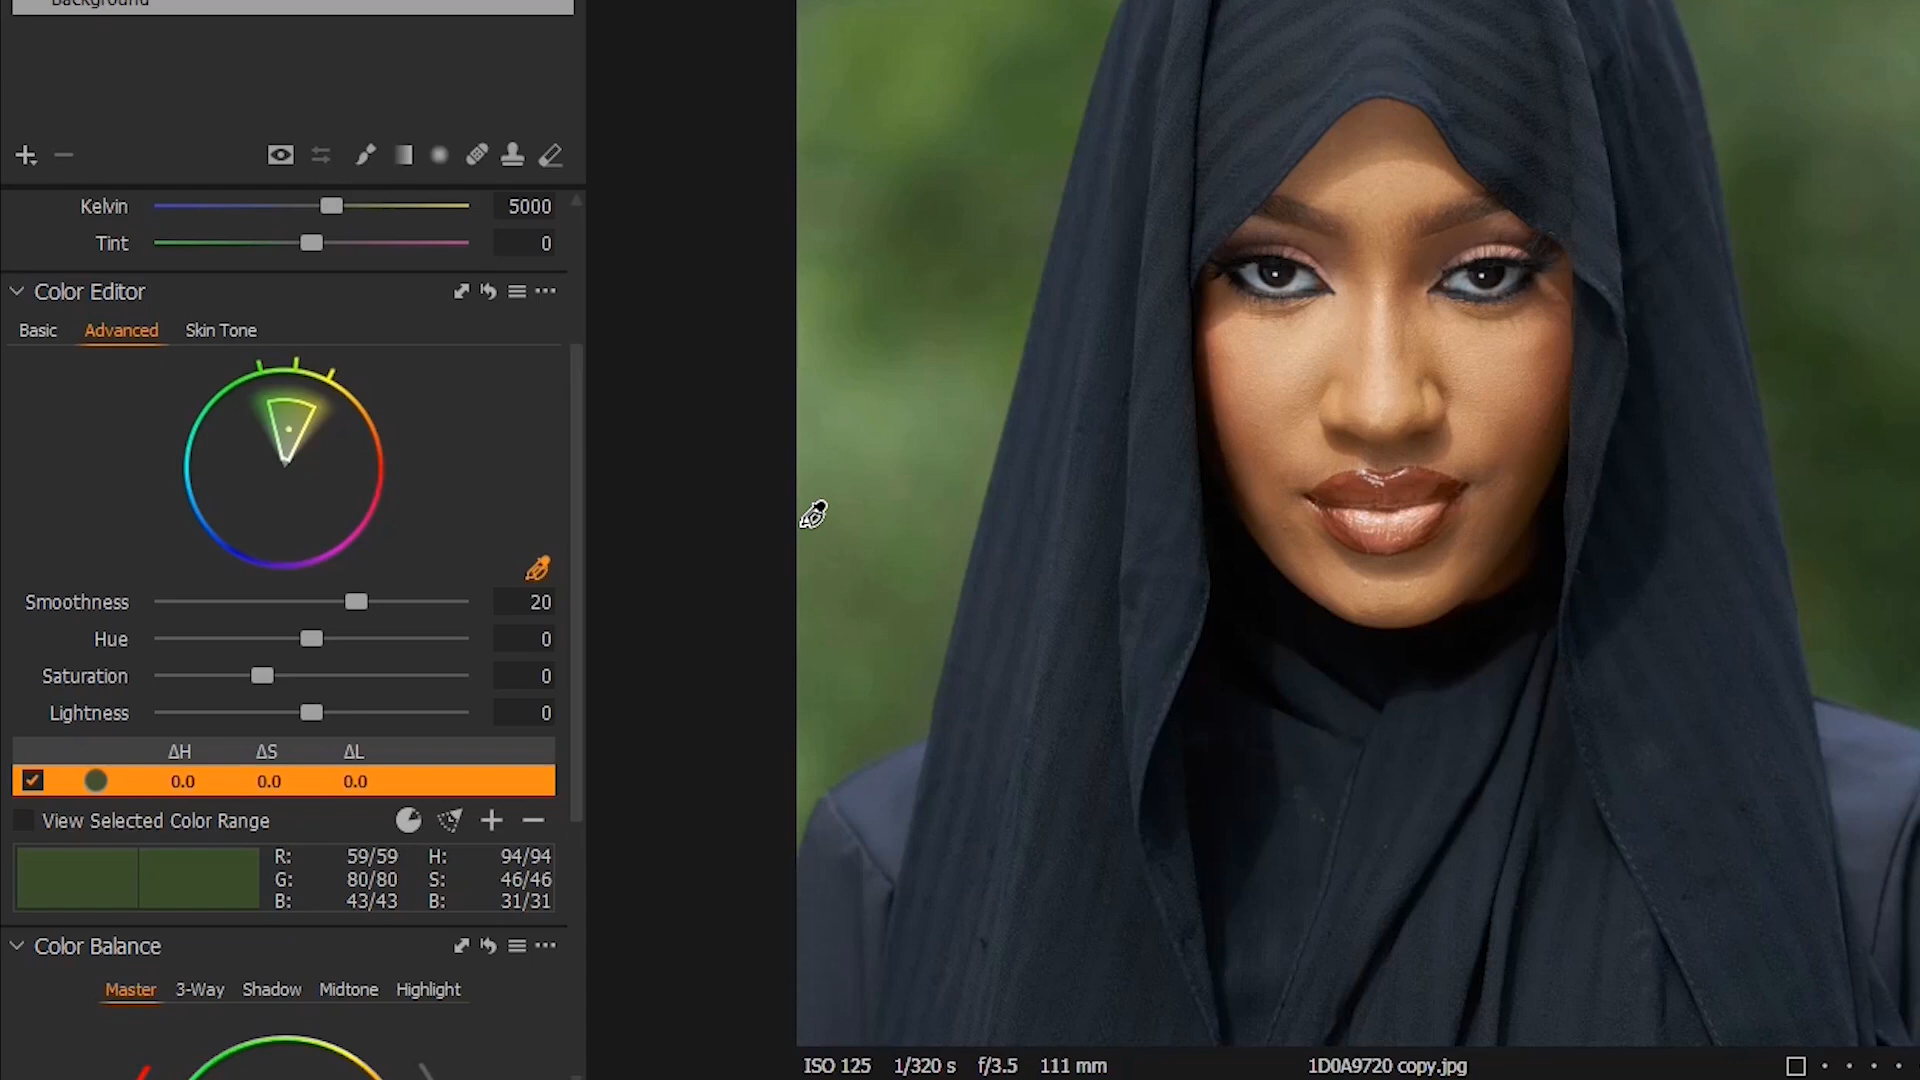 Background
Kelvin 5000
Tint 0
Color Editor
Basic Advanced Skin Tone
Smoothness 20
Hue 0
Saturation 0
Lightness 0
ΔH ΔS ΔL
0.0 0.0 0.0
View Selected Color Range
R: 59/59 H: 94/94
G: 80/80 S: 46/46
B: 43/43 B: 31/31
Color Balance
Master 3-Way Shadow Midtone Highlight
ISO 125 1/320 s f/3.5 111 mm 1D0A9720 copy.jpg